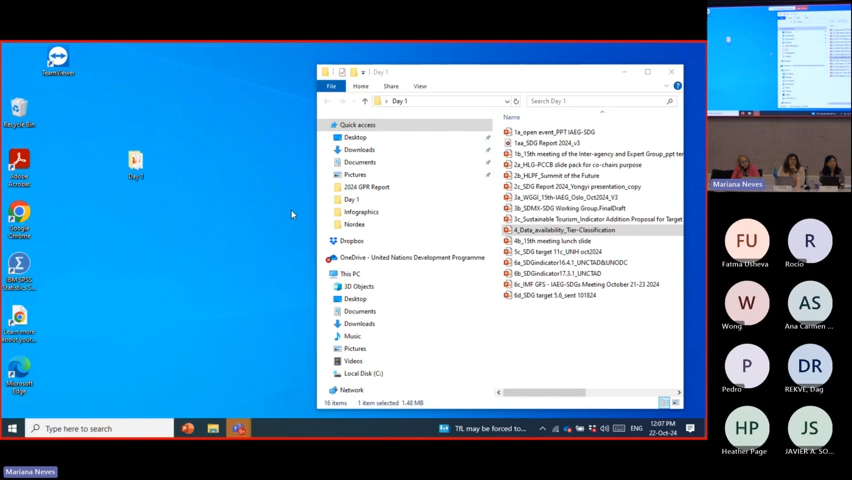 TeamViewer
Recycle Bin
Adobe
Acrobat
Day 1
Google
Chrome
IBM SPSS
Statistics S...
Learn more
about your...
Microsoft
Edge
Day 1
File
Home
Share
View
Day 1
Search Day 1
Quick access
Desktop
Downloads
Documents
Pictures
2024 GPR Report
Day 1
Infographics
Nordea
Dropbox
OneDrive - United Nations Development Programme
This PC
3D Objects
Desktop
Documents
Downloads
Music
Pictures
Videos
Local Disk (C:)
Network
Name
1a_open event_PPT IAEG-SDG
1aa_SDG Report 2024_v3
1b_15th meeting of the Inter-agency and Expert Group_ppt tem
2a_HLG-PCCB slide pack for co-chairs purpose
2b_HLPF_Summit of the Future
2c_SDG Report 2024_Yongyi presentation_copy
3a_WGGI_15th-IAEG_Oslo_Oct2024_V3
3b_SDMX-SDG Working Group.FinalDraft
3c_Sustainable Tourism_Indicator Addition Proposal for Target
4_Data_availability_Tier-Classification
4b_15th meeting lunch slide
5c_SDG target 11c_UNH oct2024
6a_SDGindicator16.4.1_UNCTAD&UNODC
6b_SDGindicator17.3.1_UNCTAD
6c_IMF GFS - IAEG-SDGs Meeting October 21-23 2024
6d_SDG target 5.6_sent 101824
16 items
1 item selected 1.48 MB
Type here to search
TfL may be forced to...
ENG
12:07 PM
22-Oct-24
Mariana Neves
Mariana Neves
FU
Fatma Usheva
R
Rocio
W
Wong
AS
Ana Carmen ...
P
Pedro
DR
REKVE, Dag
HP
Heather Page
JS
JAVIER A. SO...